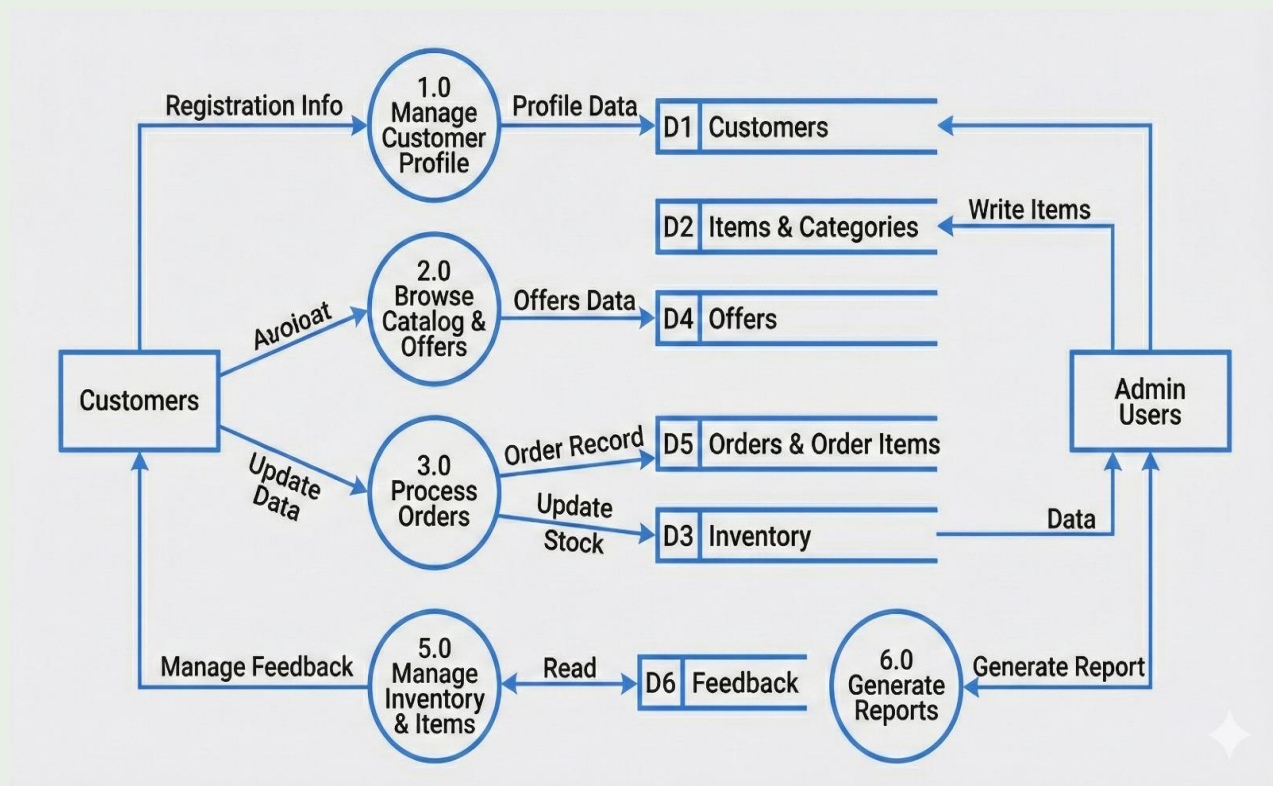 Registration Info
1.0
Manage
Customer
Profile
Profile Data
D1 Customers
D2 Items & Categories
Write Items
Avoioat
2.0
Browse
Catalog &
Offers
Offers Data
D4 Offers
Customers
Admin
Users
Update
Data
3.0
Process
Orders
Order Record
D5 Orders & Order Items
Update
Stock
D3 Inventory
Data
Manage Feedback
5.0
Manage
Inventory
& Items
Read
D6 Feedback
6.0
Generate
Reports
Generate Report